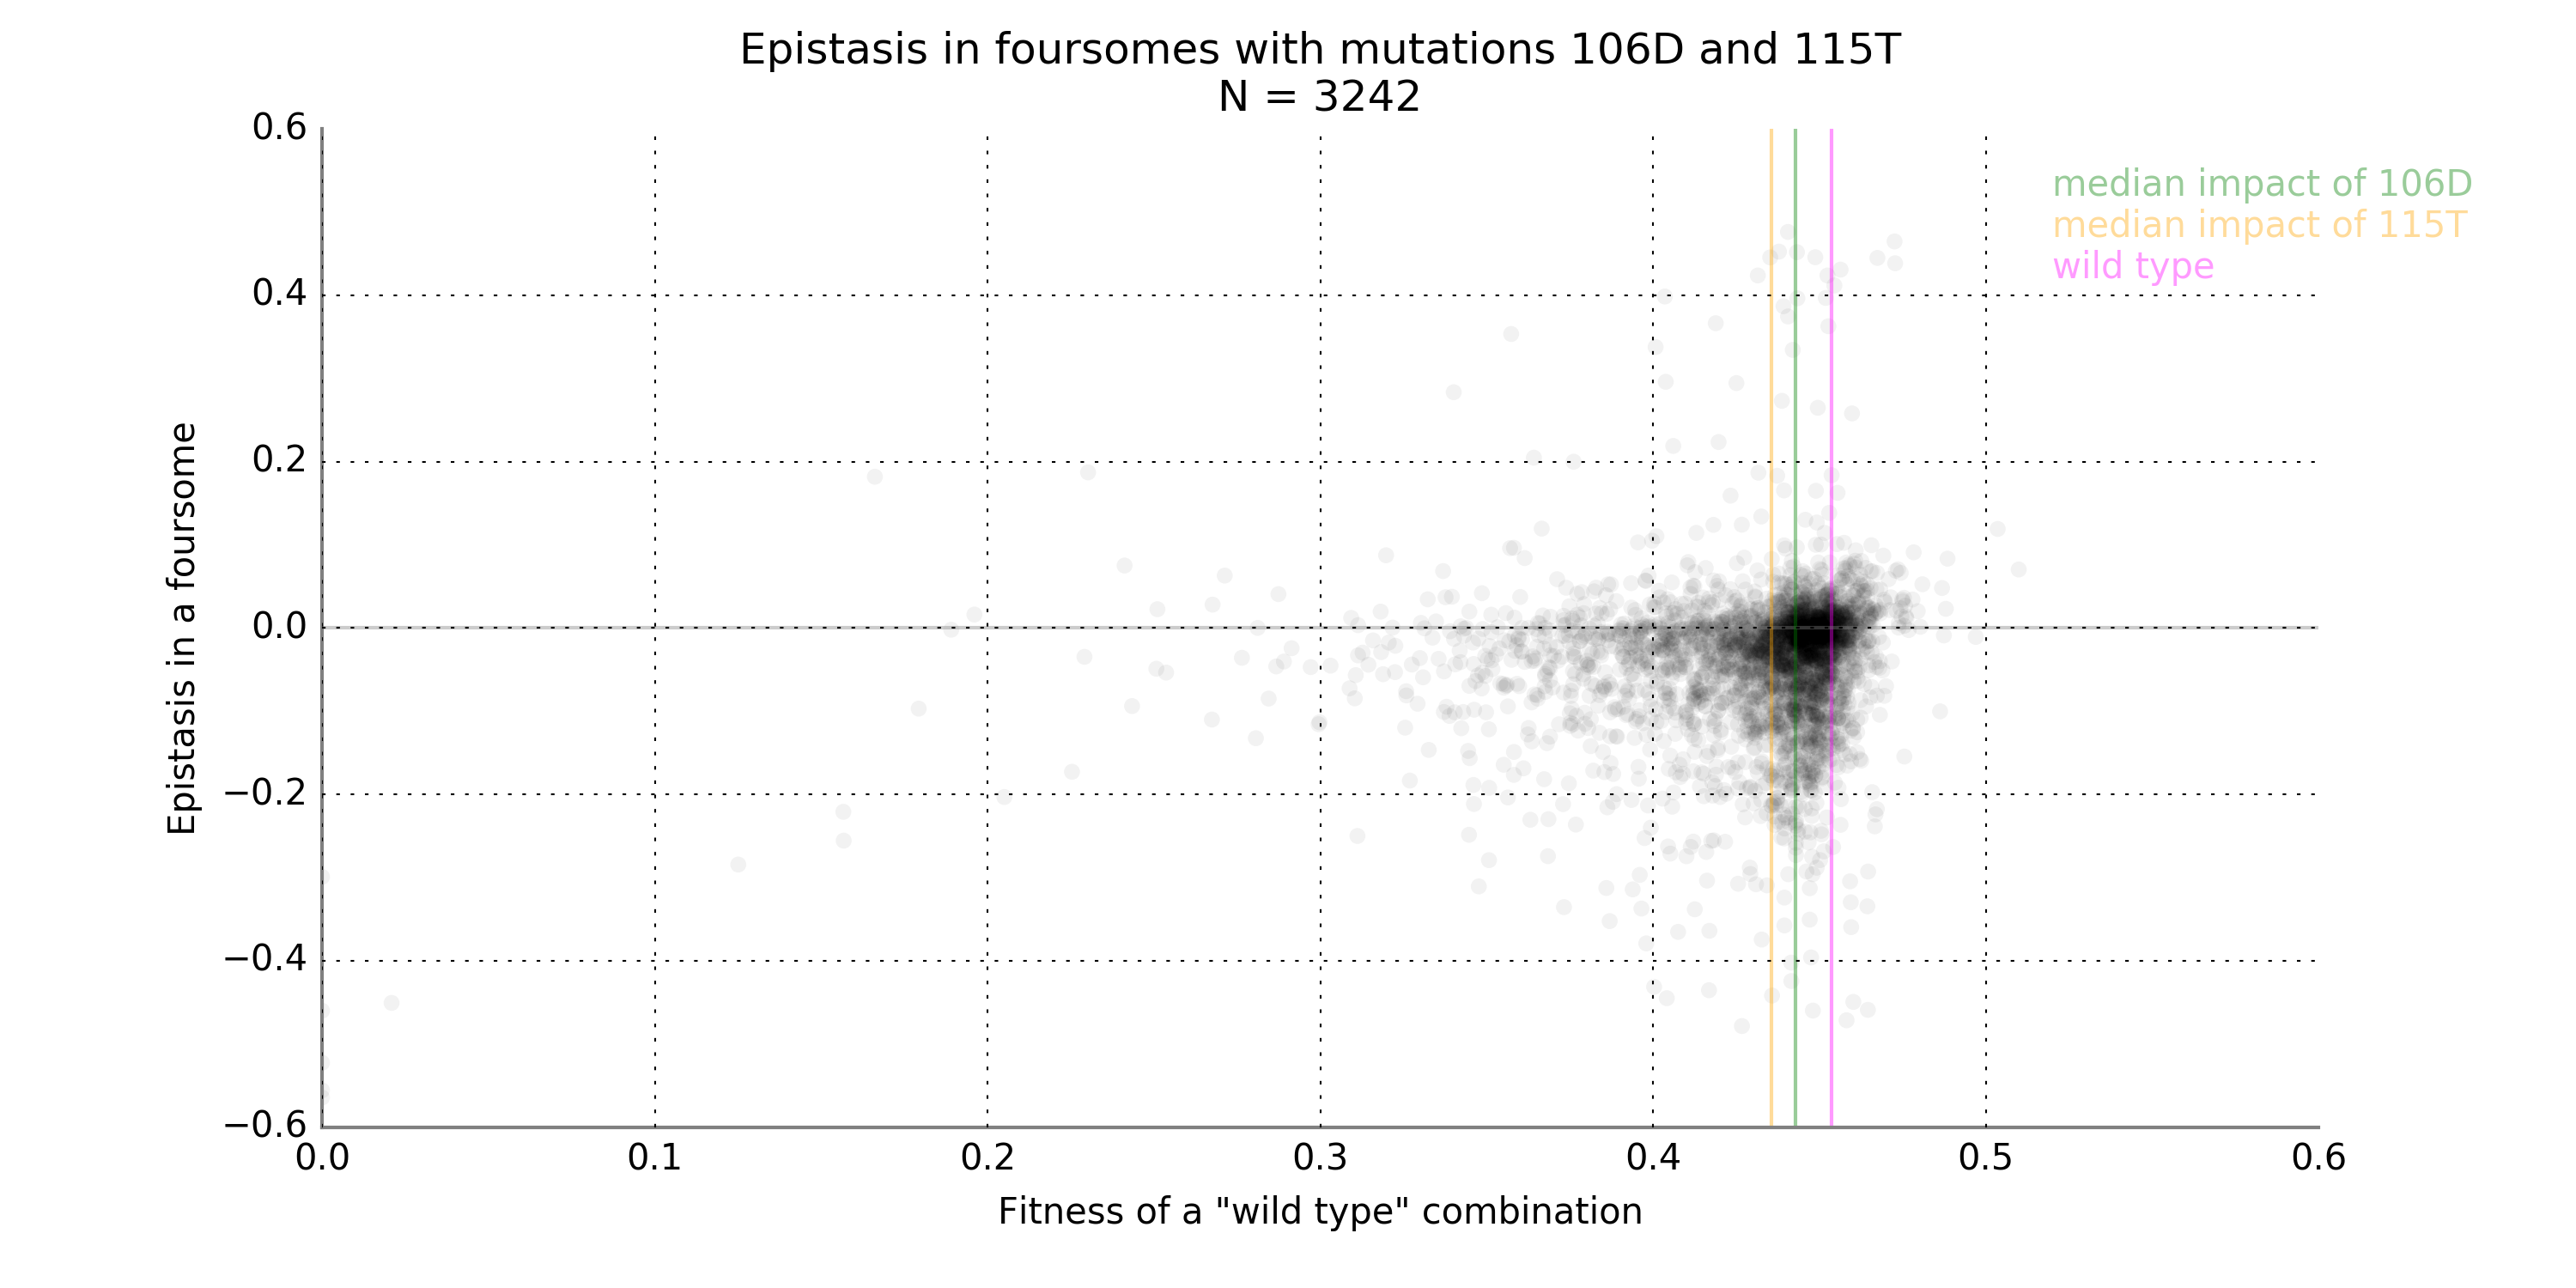 Epistasis in foursomes with mutations 106D and 115T
N = 3242
median impact of 106D
median impact of 115T
wild type
0.6
0.4
0.2
0.0
−0.2
−0.4
−0.6
Epistasis in a foursome
0.0 0.1 0.2 0.3 0.4 0.5 0.6
Fitness of a "wild type" combination